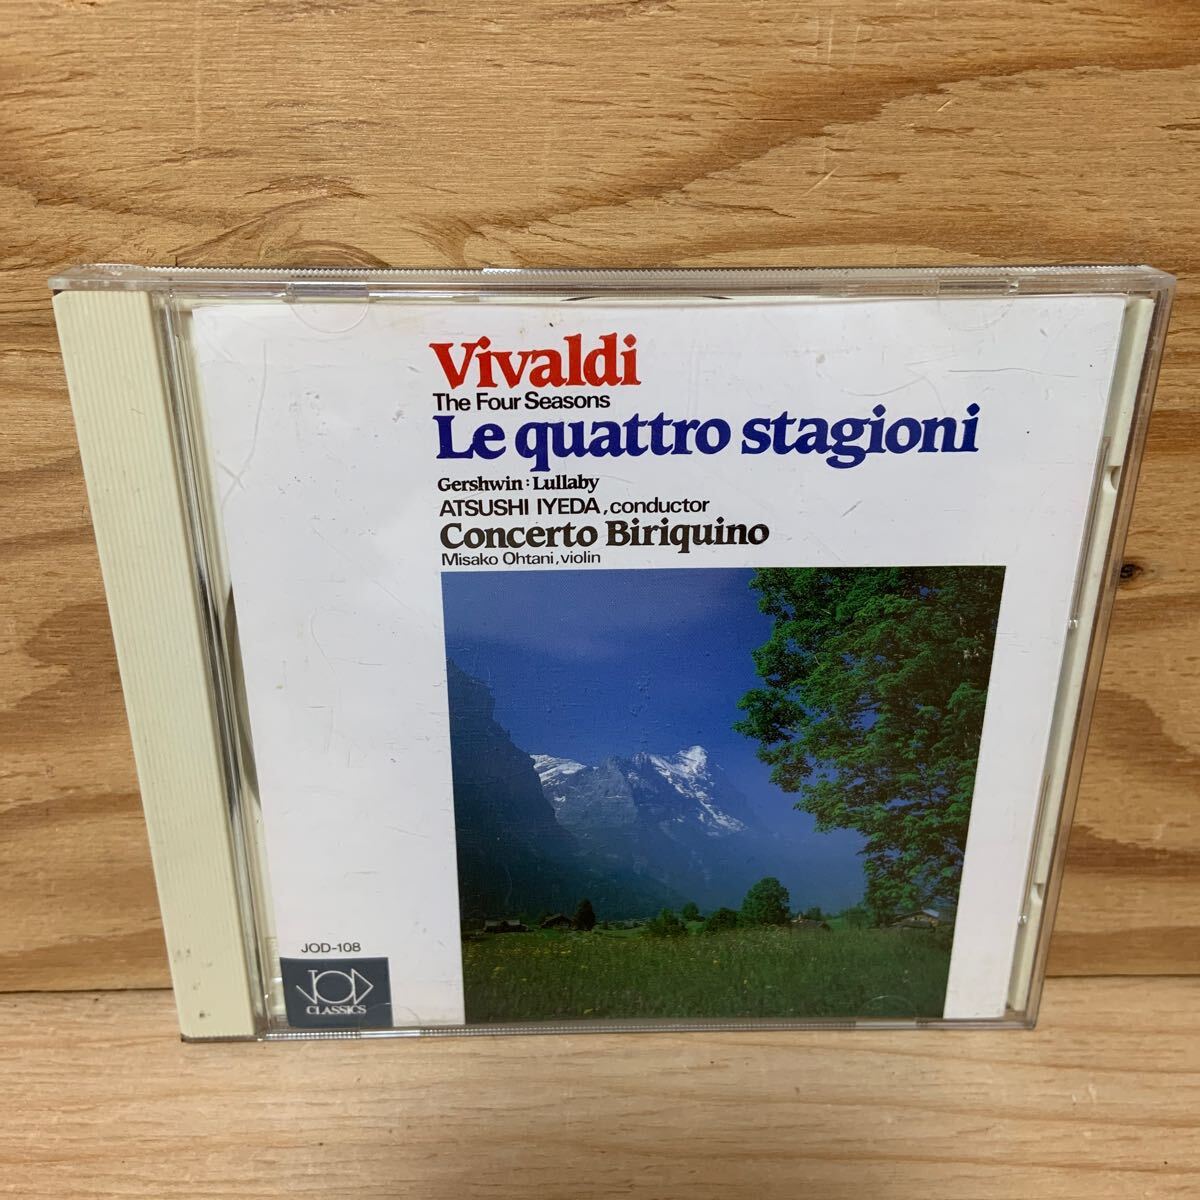 Vivaldi
The Four Seasons
Le quattro stagioni
Gershwin : Lullaby
ATSUSHI IYEDA, conductor
Concerto Biriquino
Misako Ohtani, violin
JOD-108
JOD
CLASSICS